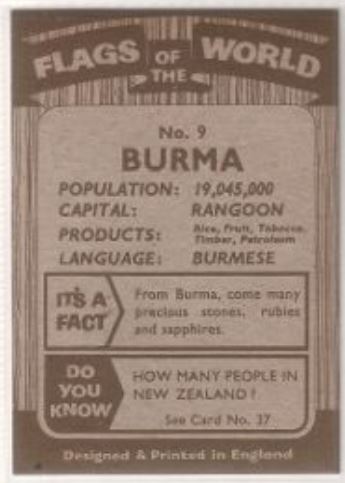 FLAGS OF THE WORLD
No. 9
BURMA
POPULATION: 19,045,000
CAPITAL: RANGOON
PRODUCTS: Rice, Fruit, Tobacco,
Timber, Petroleum
LANGUAGE: BURMESE
IT'S A
FACT
From Burma, come many
precious stones, rubies
and sapphires.
DO
YOU
KNOW
HOW MANY PEOPLE IN
NEW ZEALAND?
See Card No. 37
Designed & Printed in England